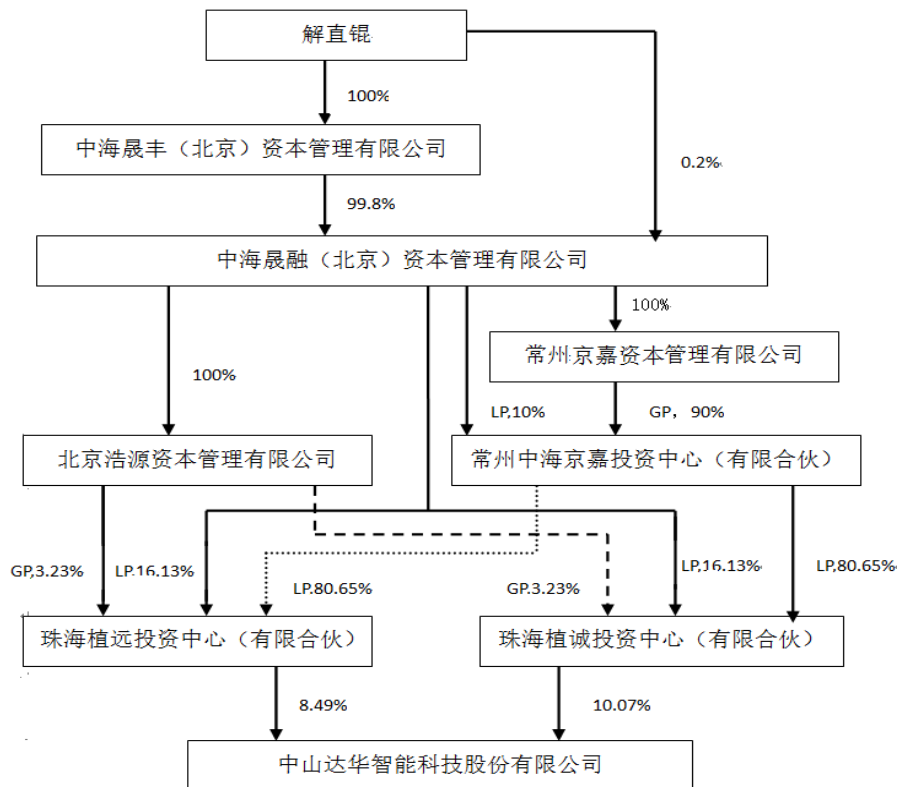 解直锟
100%
中海晟丰（北京）资本管理有限公司
0.2%
99.8%
中海晟融（北京）资本管理有限公司
100%
常州京嘉资本管理有限公司
100%
LP,10%
GP，90%
北京浩源资本管理有限公司
常州中海京嘉投资中心（有限合伙）
GP,3.23%
LP,16.13%
LP,80.65%
GP,3.23%
LP,16.13%
LP,80.65%
珠海植远投资中心（有限合伙）
珠海植诚投资中心（有限合伙）
8.49%
10.07%
中山达华智能科技股份有限公司